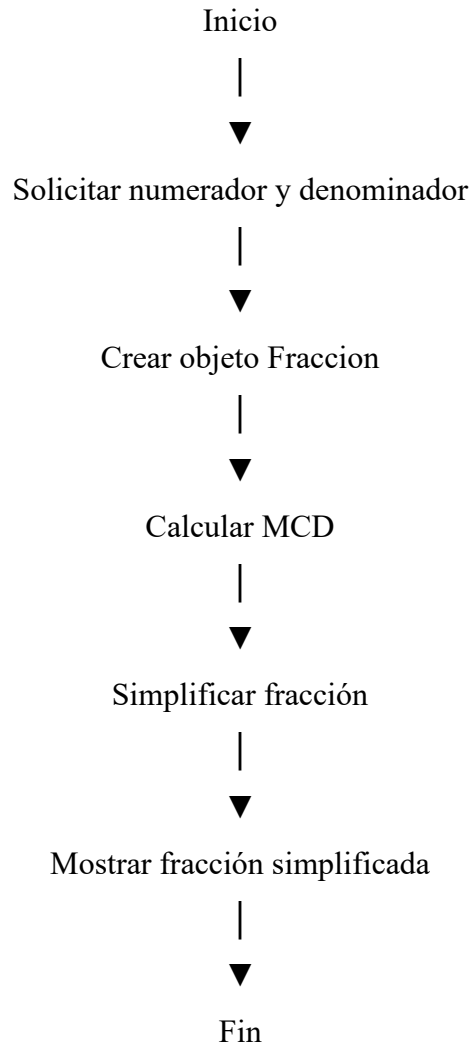 Inicio
│
▼
Solicitar numerador y denominador
│
▼
Crear objeto Fraccion
│
▼
Calcular MCD
│
▼
Simplificar fracción
│
▼
Mostrar fracción simplificada
│
▼
Fin